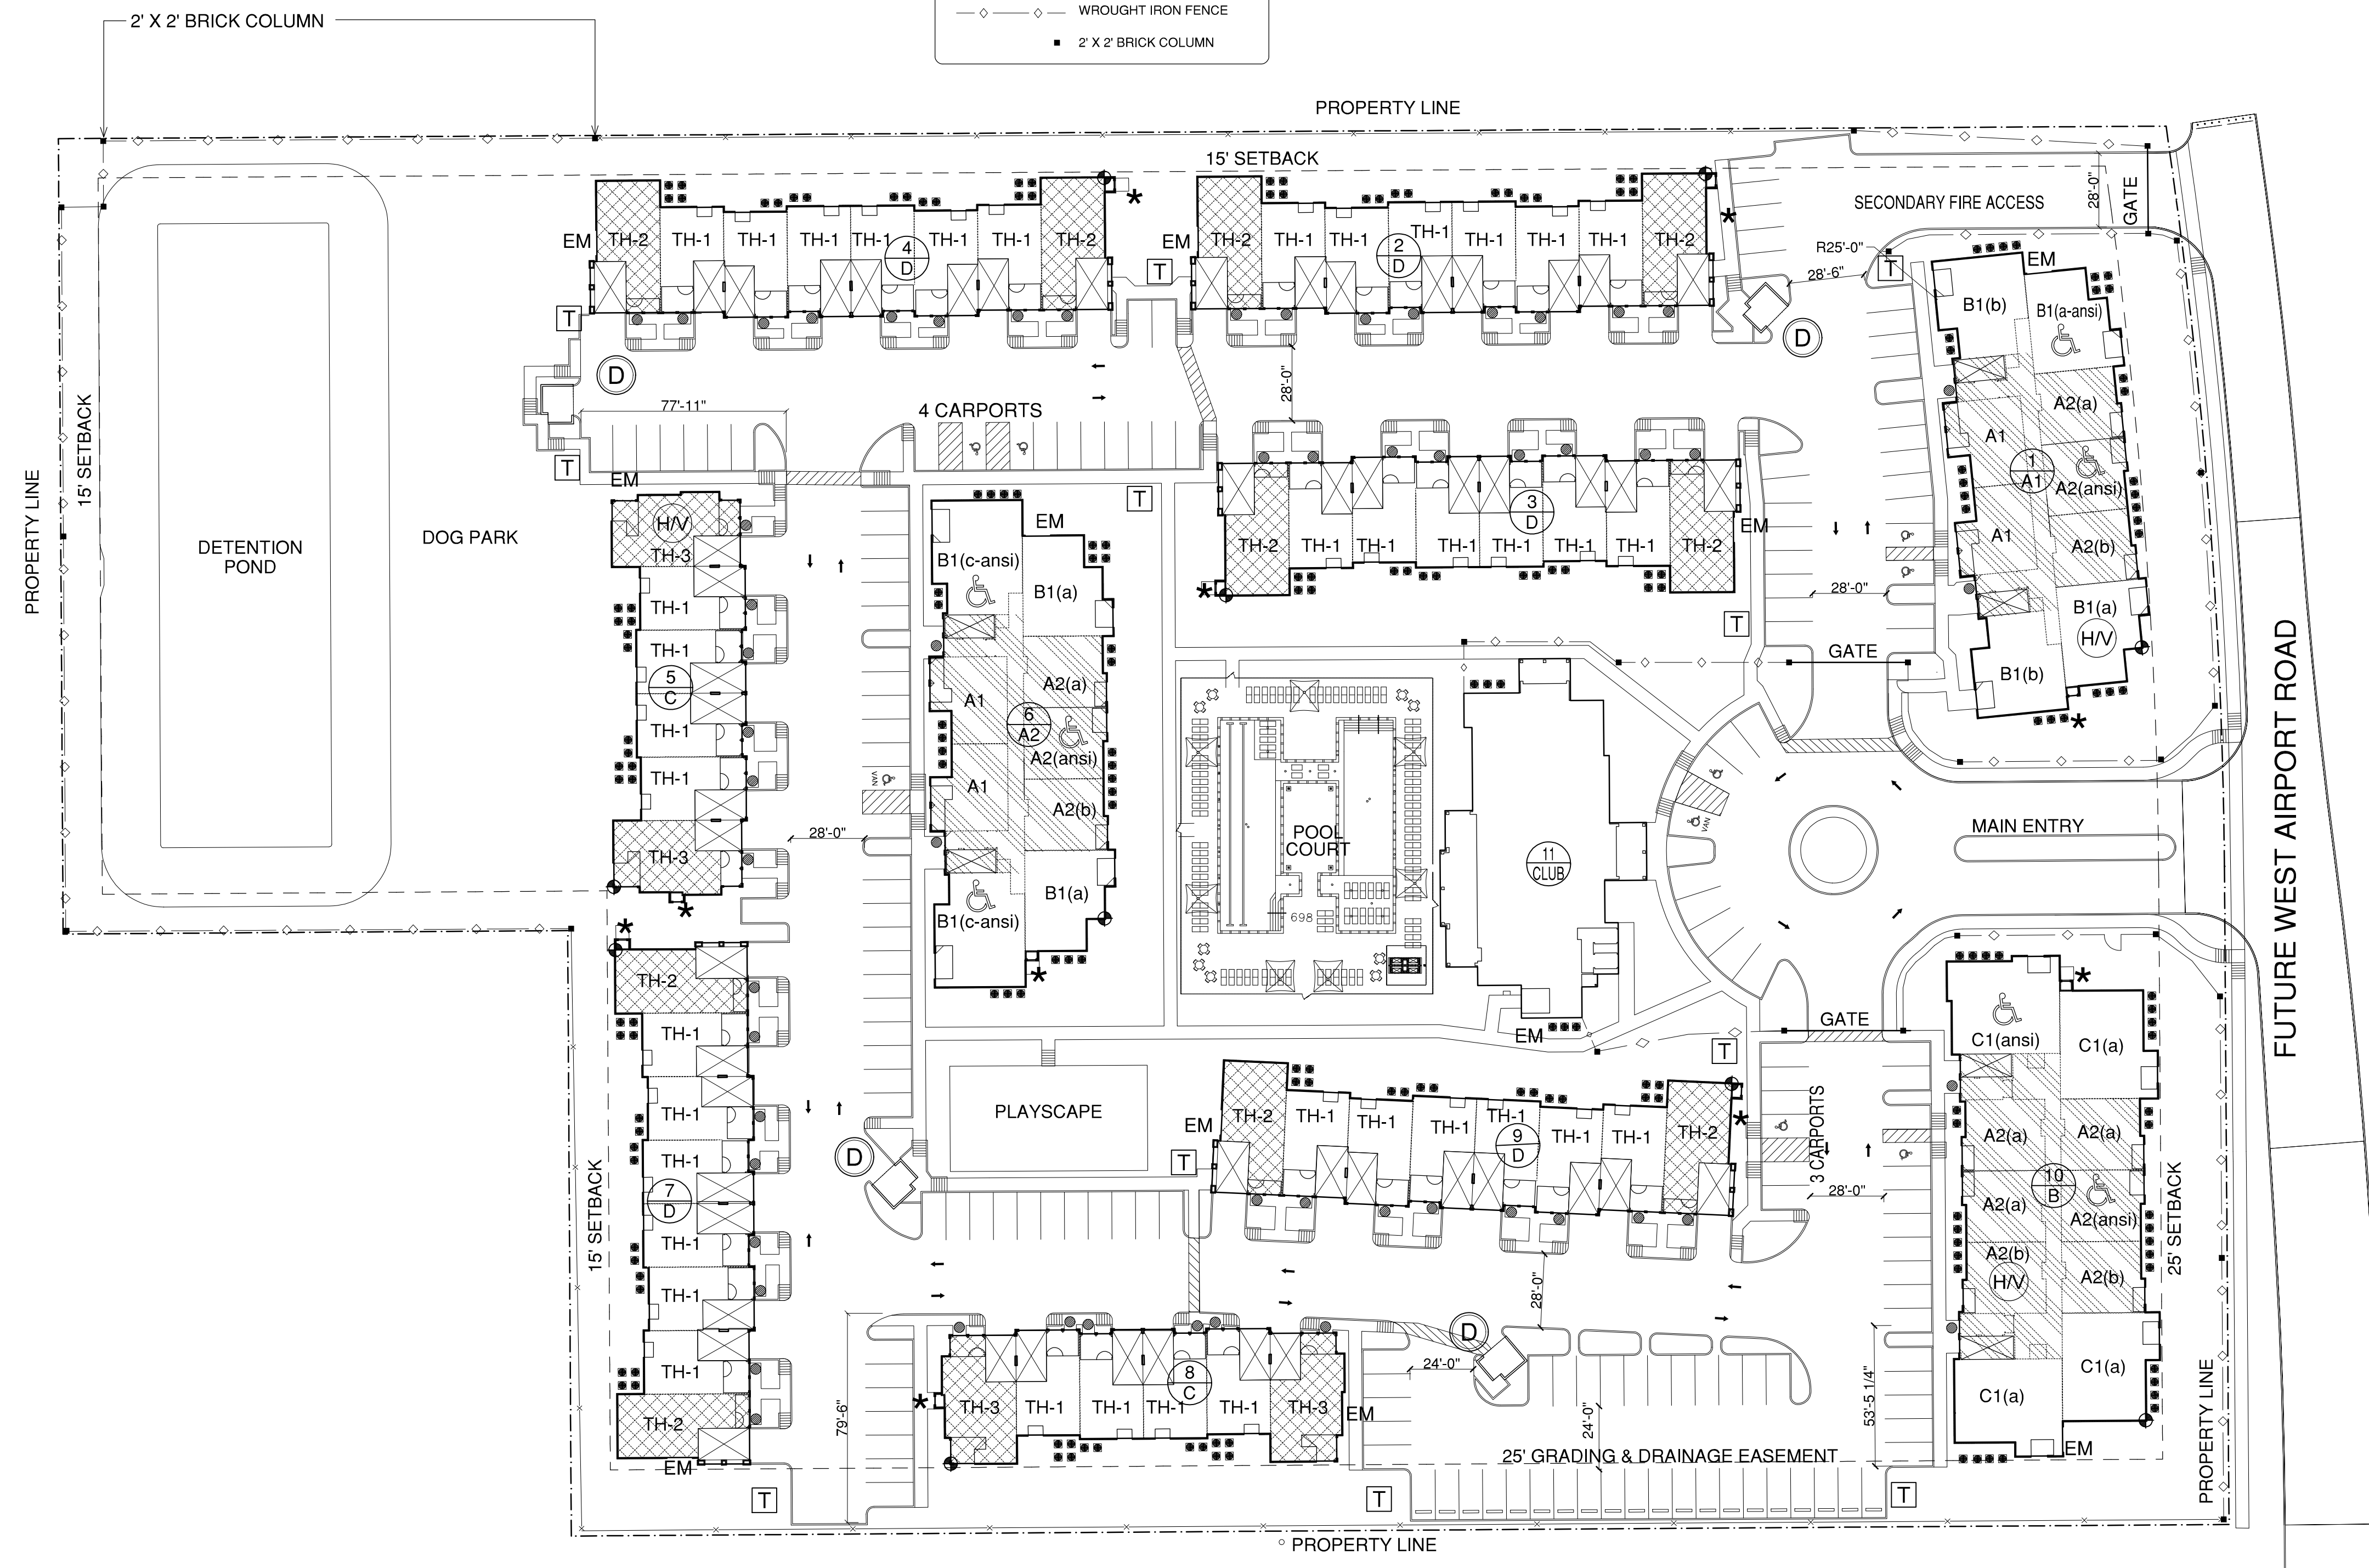 2' X 2' BRICK COLUMN
WROUGHT IRON FENCE
2' X 2' BRICK COLUMN
PROPERTY LINE
15' SETBACK
SECONDARY FIRE ACCESS
28'-0"
GATE
R25'-0"
28'-6"
EM
TH-2
TH-1
TH-1
TH-1
TH-1
TH-1
TH-1
TH-2
4
D
*
EM
TH-2
TH-1
TH-1
TH-1
TH-1
TH-1
TH-1
TH-2
2
D
*
T
T
T
D
D
77'-11"
4 CARPORTS
28'-0"
T
EM
PROPERTY LINE
15' SETBACK
DETENTION
POND
DOG PARK
H/V
TH-3
TH-1
TH-1
5
C
TH-1
TH-1
TH-3
*
28'-0"
VAN
T
EM
B1(c-ansi)
B1(a)
A1
A2(a)
6
A2
A2(ansi)
A1
A2(b)
B1(a)
B1(c-ansi)
*
3
D
TH-2
TH-1
TH-1
TH-1
TH-1
TH-1
TH-1
TH-2
EM
*
T
28'-0"
GATE
EM
B1(b)
B1(a-ansi)
A2(a)
A1
1
A1
A2(ansi)
A1
A2(b)
B1(a)
H/V
B1(b)
*
POOL
COURT
698
11
CLUB
EM
VAN
MAIN ENTRY
FUTURE WEST AIRPORT ROAD
GATE
T
*
TH-2
TH-1
TH-1
TH-1
7
D
TH-1
TH-1
TH-1
TH-2
EM
15' SETBACK
T
D
PLAYSCAPE
T
EM
TH-2
TH-1
TH-1
TH-1
TH-1
9
D
TH-1
TH-1
TH-2
*
3 CARPORTS
28'-0"
28'-0"
*
C1(ansi)
C1(a)
A2(a)
A2(a)
10
B
A2(a)
A2(ansi)
A2(b)
H/V
A2(b)
C1(a)
C1(a)
EM
25' SETBACK
PROPERTY LINE
79'-6"
*
TH-3
TH-1
TH-1
TH-1
8
C
TH-1
TH-3
EM
D
24'-0"
24'-0"
53'-5 1/4"
25' GRADING & DRAINAGE EASEMENT
T
T
PROPERTY LINE